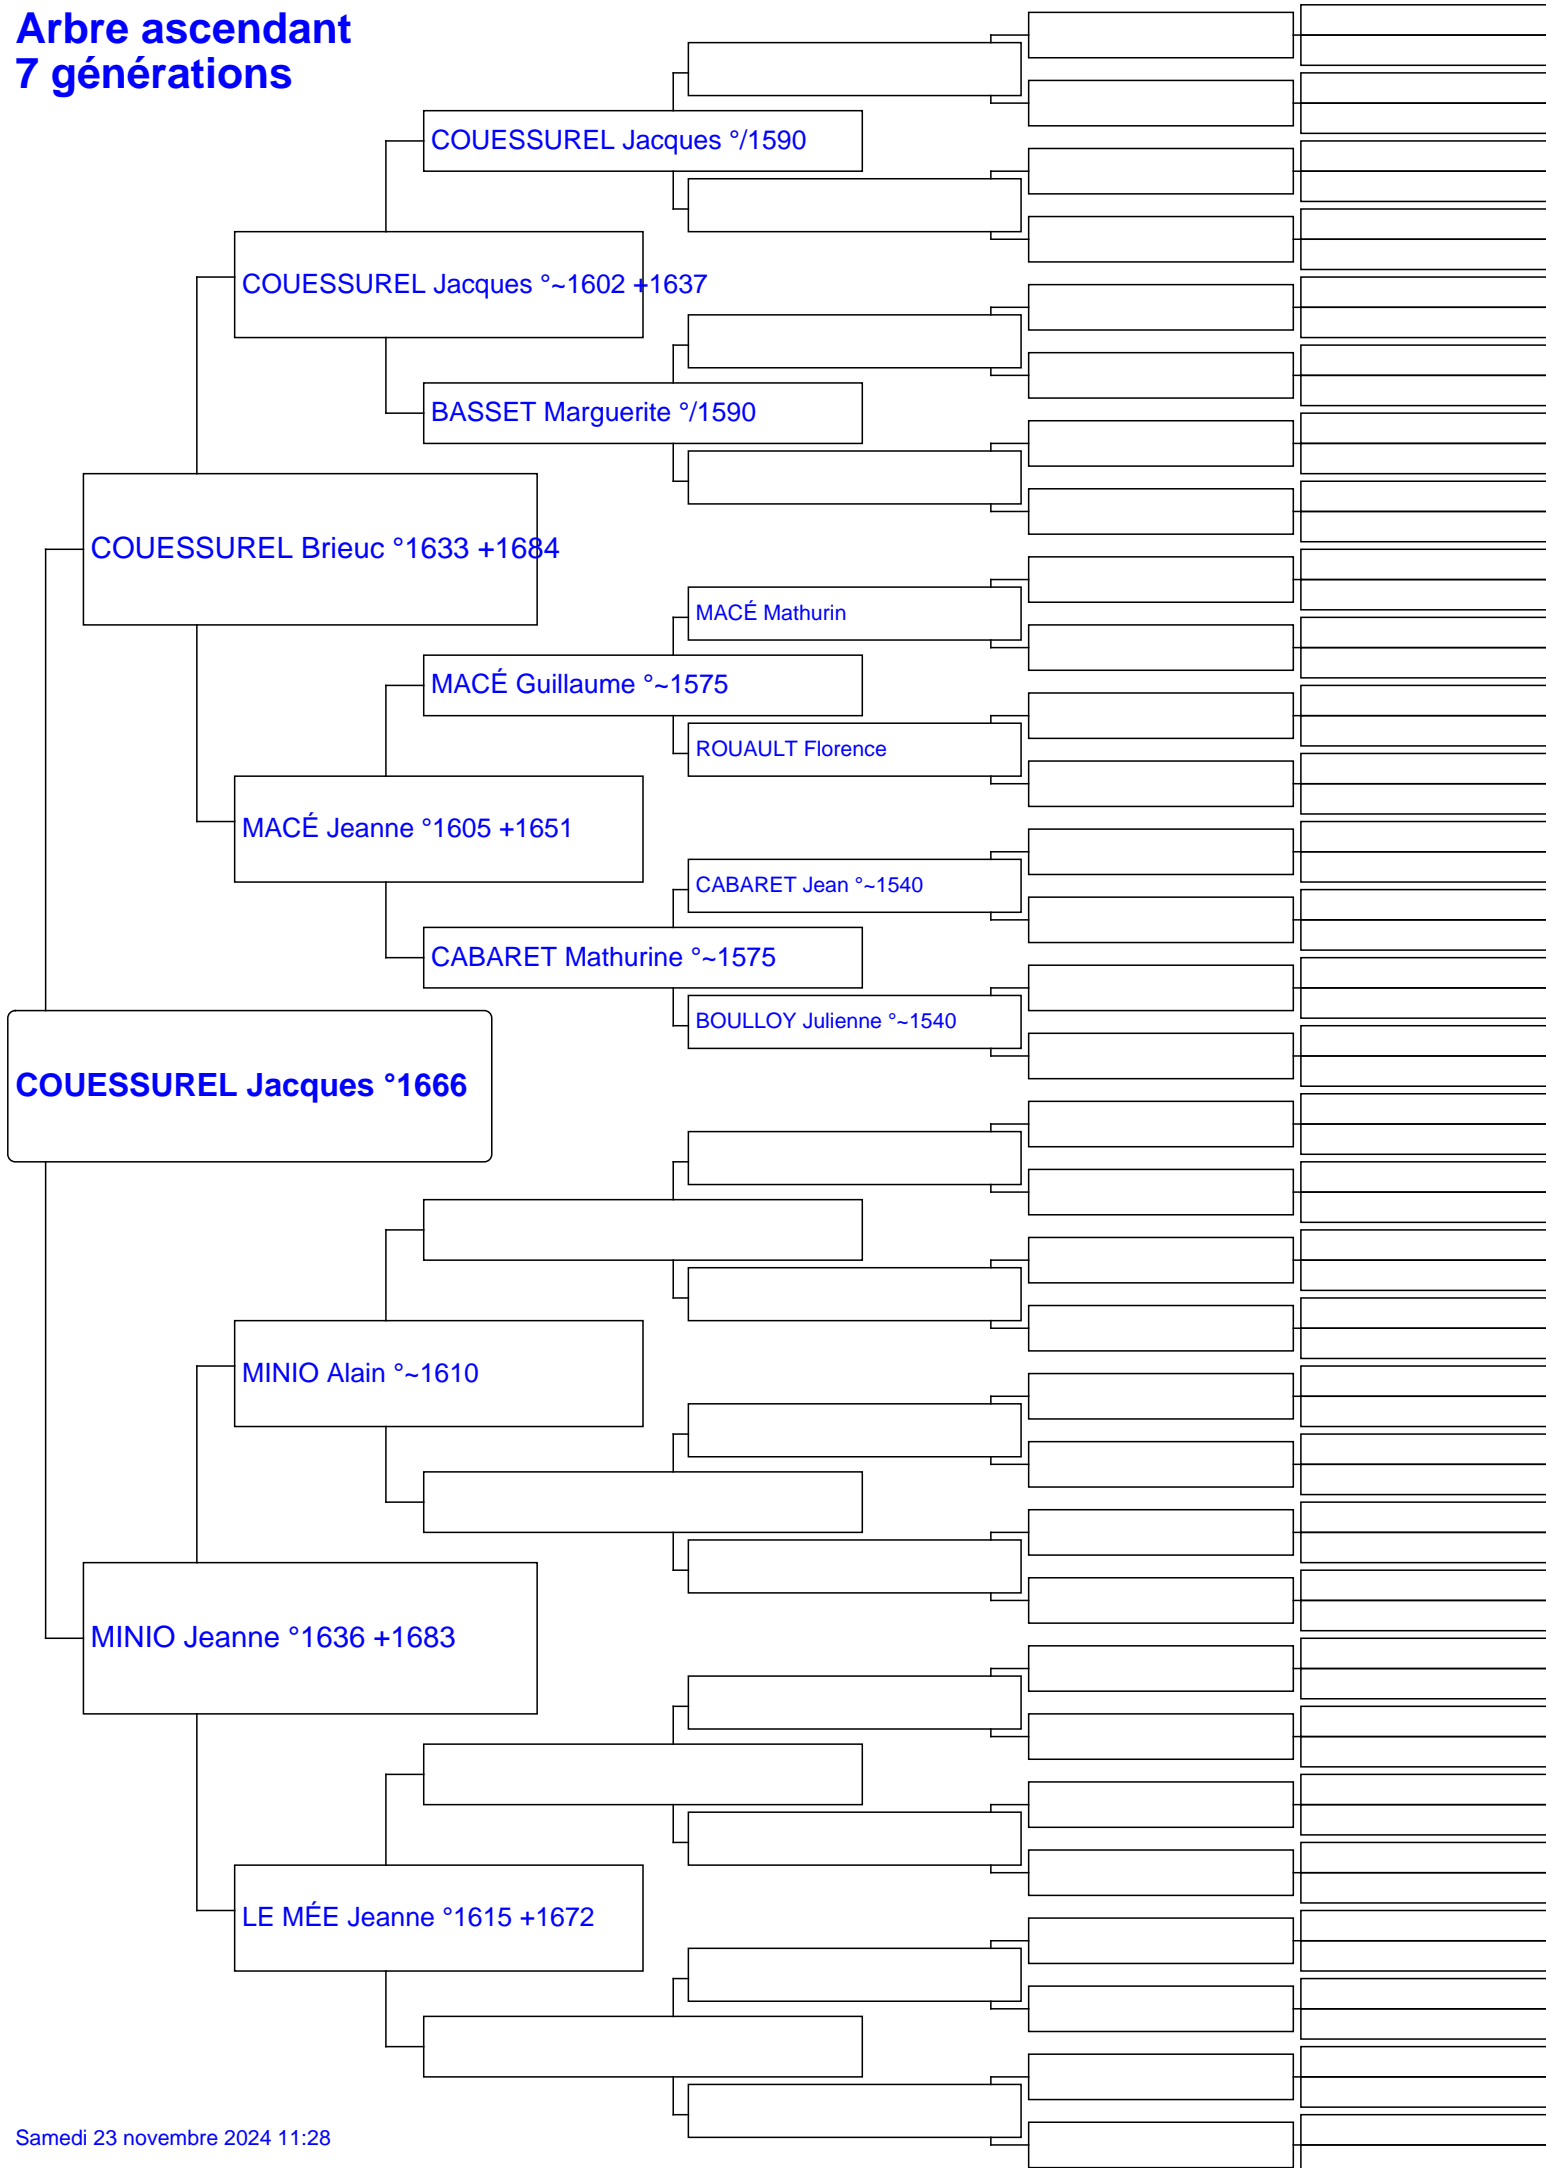 Arbre ascendant
7 générations
COUESSUREL Jacques °/1590
COUESSUREL Jacques °~1602 +1637
BASSET Marguerite °/1590
COUESSUREL Brieuc °1633 +1684
MACÉ Mathurin
MACÉ Guillaume °~1575
ROUAULT Florence
MACÉ Jeanne °1605 +1651
CABARET Jean °~1540
CABARET Mathurine °~1575
BOULLOY Julienne °~1540
COUESSUREL Jacques °1666
MINIO Alain °~1610
MINIO Jeanne °1636 +1683
LE MÉE Jeanne °1615 +1672
Samedi 23 novembre 2024 11:28